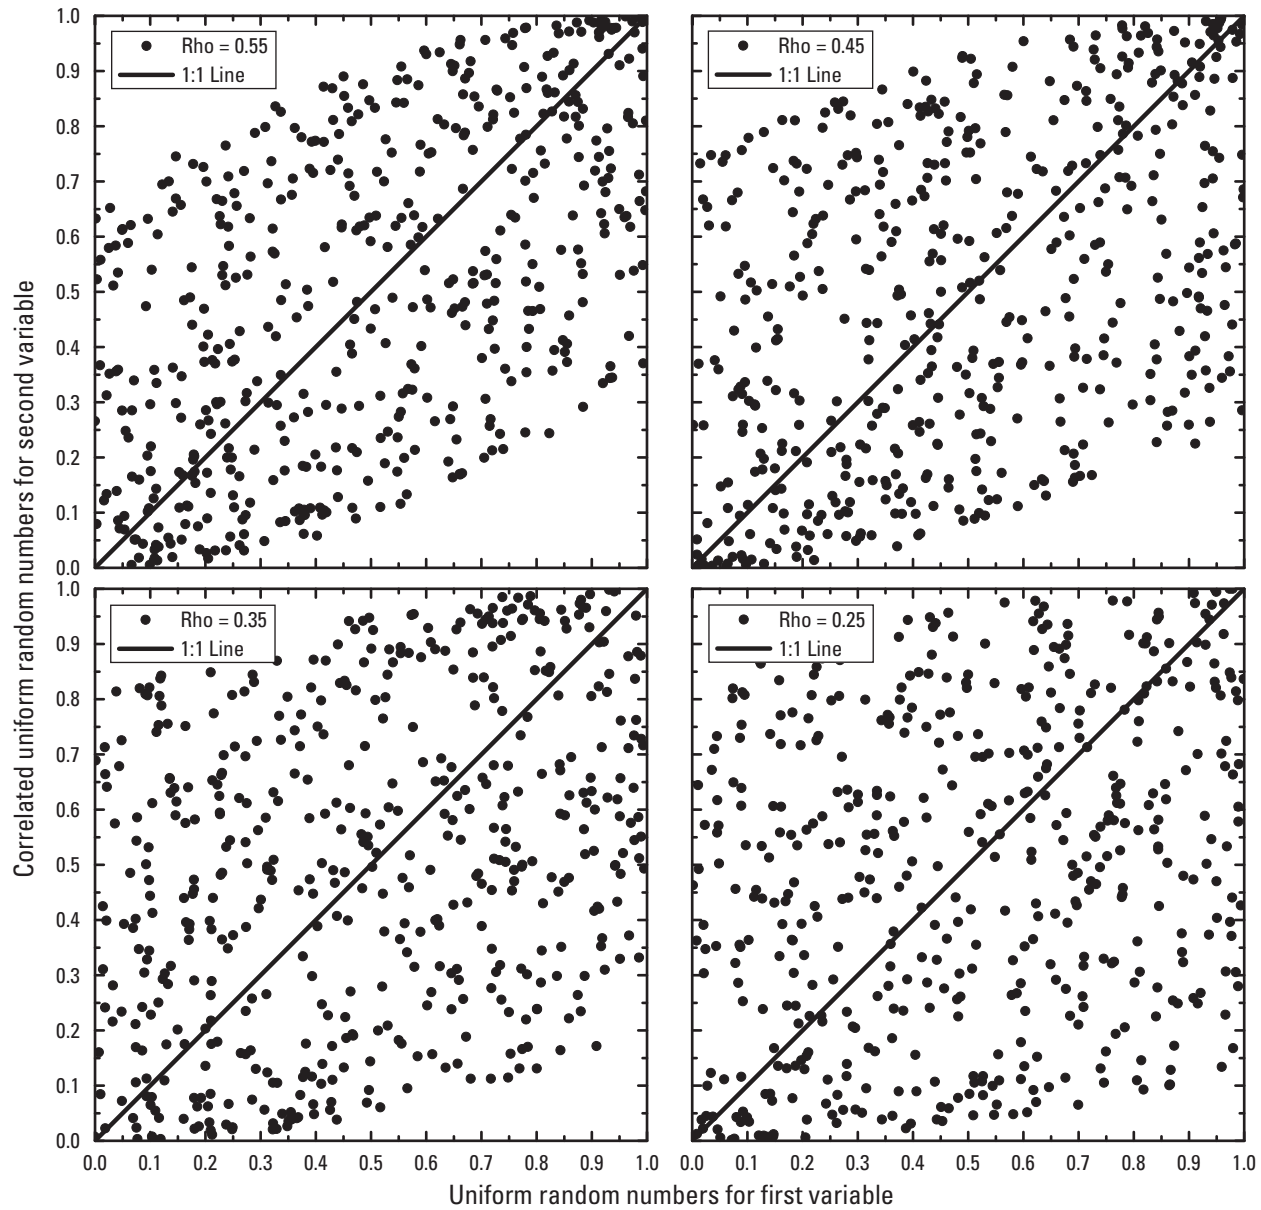 1.0
0.9
0.8
0.7
0.6
0.5
0.4
0.3
0.2
0.1
0.0
Rho = 0.55
1:1 Line
Rho = 0.45
1:1 Line
1.0
0.9
0.8
0.7
0.6
0.5
0.4
0.3
0.2
0.1
0.0
Rho = 0.35
1:1 Line
Rho = 0.25
1:1 Line
0.0 0.1 0.2 0.3 0.4 0.5 0.6 0.7 0.8 0.9 1.0
0.0 0.1 0.2 0.3 0.4 0.5 0.6 0.7 0.8 0.9 1.0
Uniform random numbers for first variable
Correlated uniform random numbers for second variable